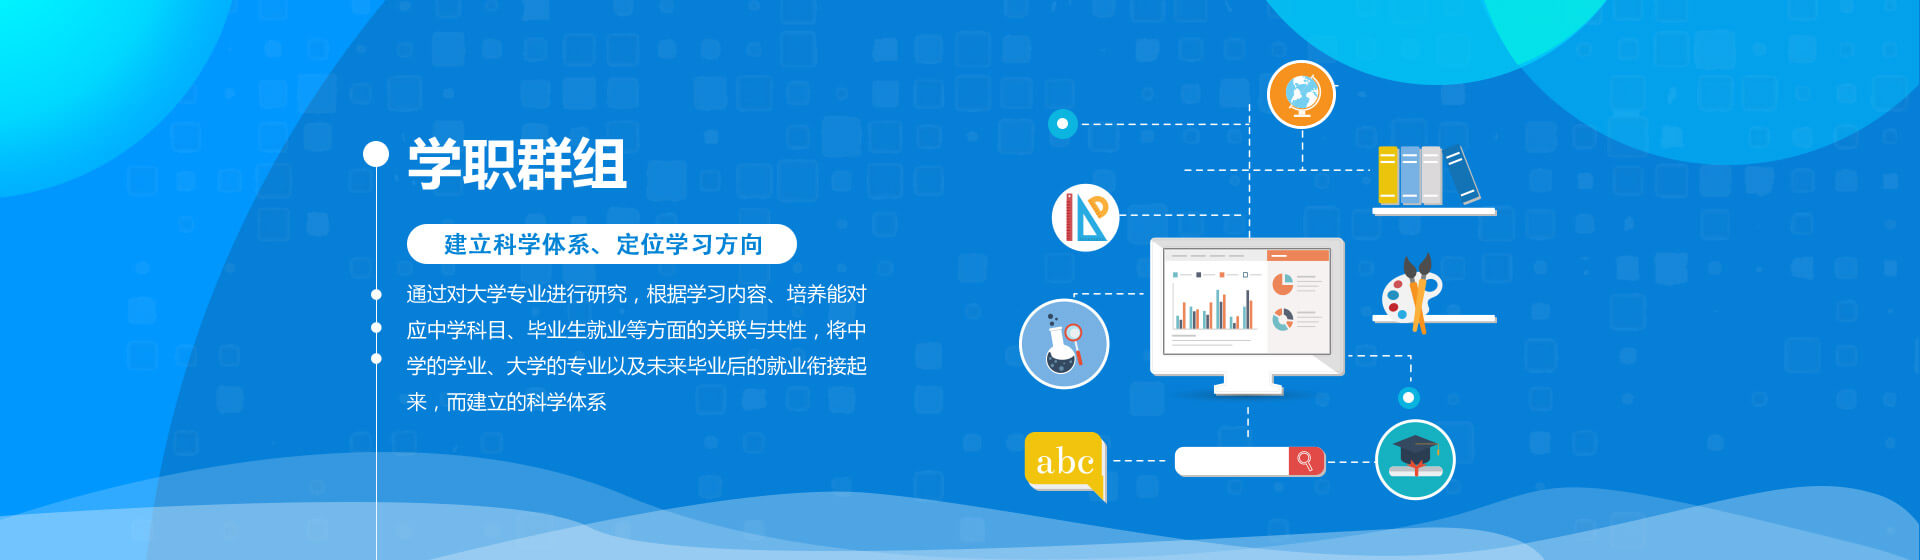 学职群组
建立科学体系、定位学习方向
通过对大学专业进行研究，根据学习内容、培养能对
应中学科目、毕业生就业等方面的关联与共性，将中
学的学业、大学的专业以及未来毕业后的就业衔接起
来，而建立的科学体系
abc